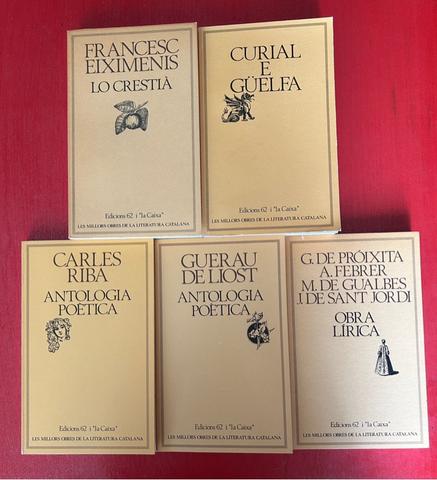 FRANCESC
EIXIMENIS
LO CRESTIÀ
Edicions 62 i "la Caixa"
LES MILLORS OBRES DE LA LITERATURA CATALANA
CURIAL
E
GÜELFA
Edicions 62 i "la Caixa"
LES MILLORS OBRES DE LA LITERATURA CATALANA
CARLES
RIBA
ANTOLOGIA
POÈTICA
Edicions 62 i "la Caixa"
LES MILLORS OBRES DE LA LITERATURA CATALANA
GUERAU
DE LIOST
ANTOLOGIA
POÈTICA
Edicions 62 i "la Caixa"
LES MILLORS OBRES DE LA LITERATURA CATALANA
G. DE PRÒIXITA
A. FEBRER
M. DE GUALBES
J. DE SANT JORDI
OBRA
LÍRICA
Edicions 62 i "la Caixa"
LES MILLORS OBRES DE LA LITERATURA CATALANA